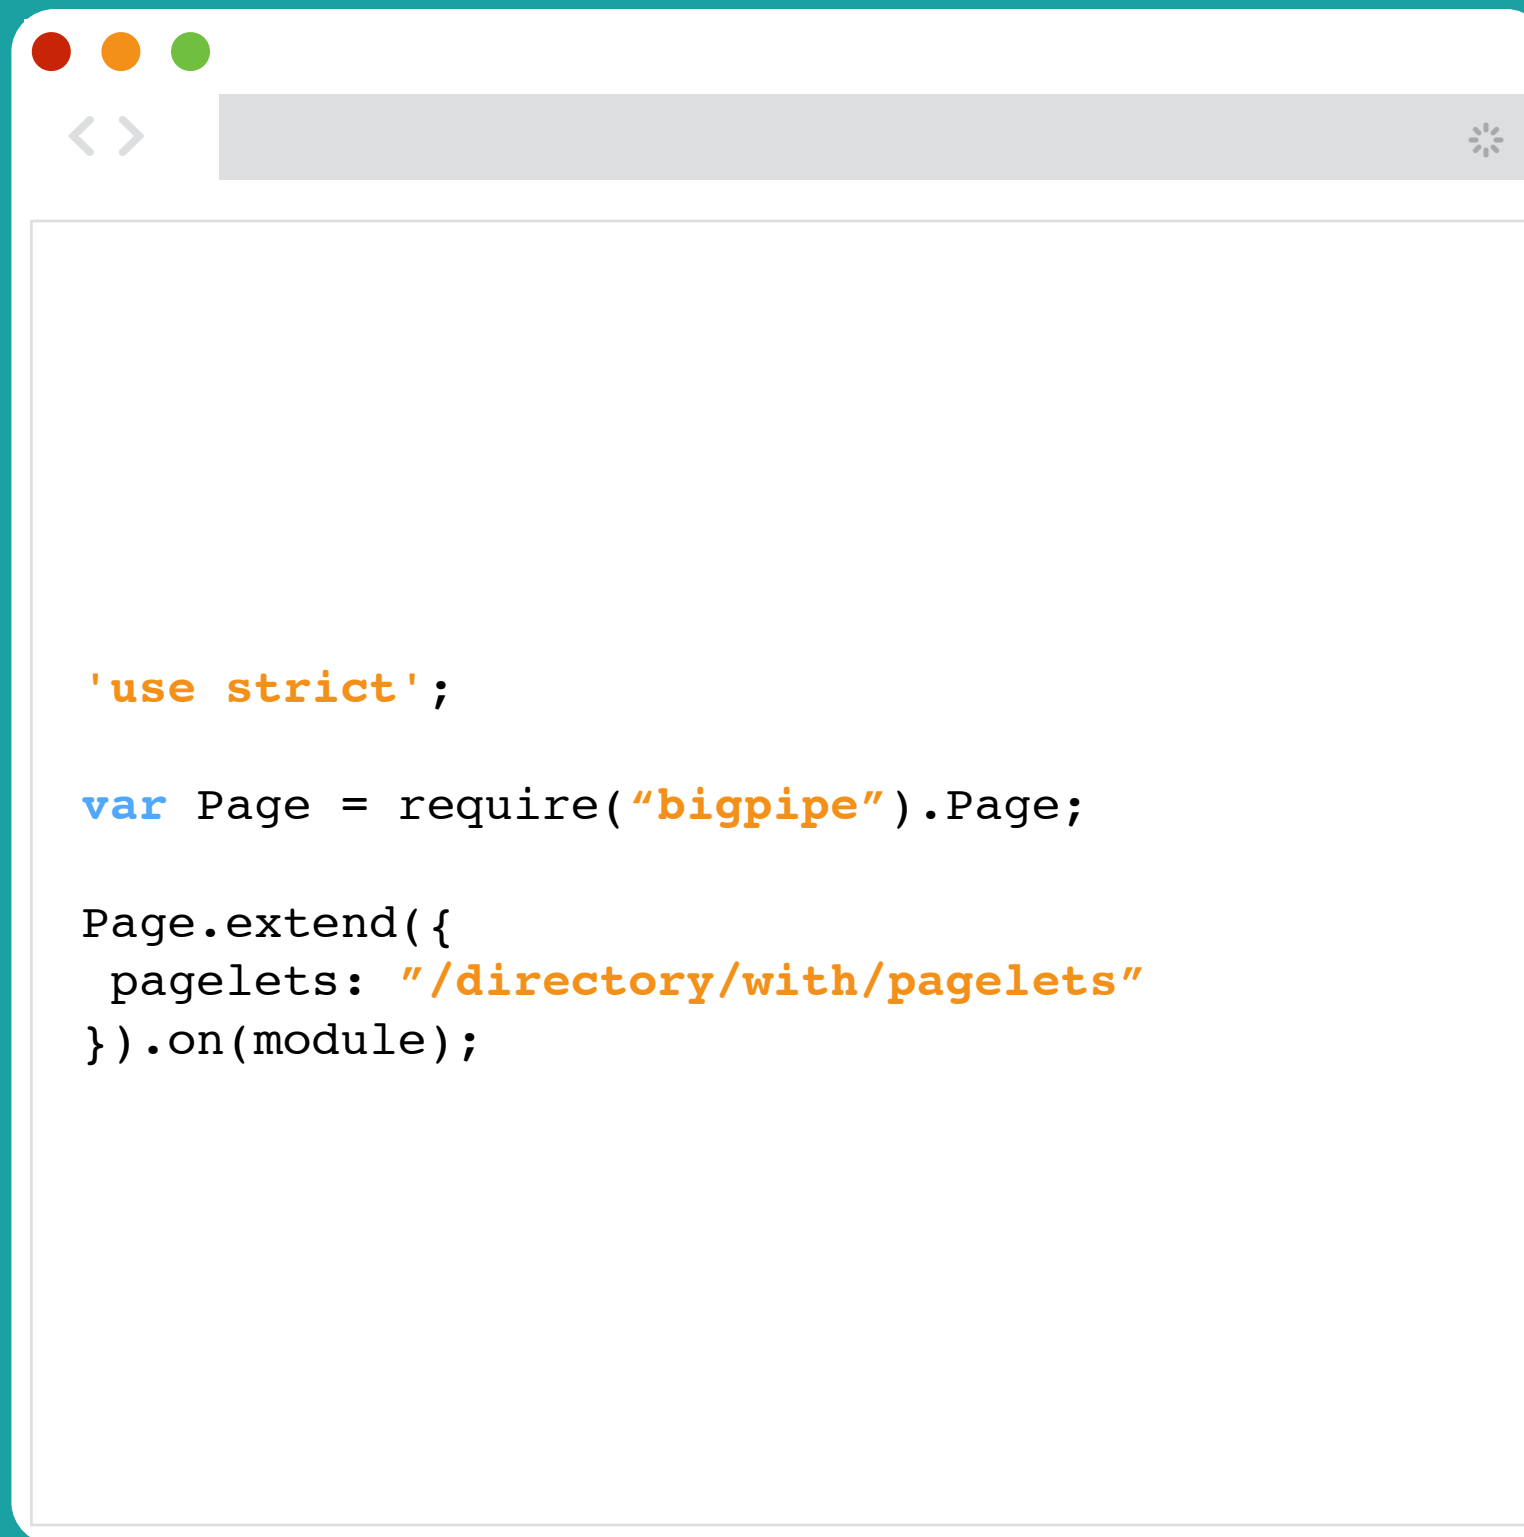 'use strict';
var Page = require(“bigpipe”).Page;
Page.extend({
pagelets: ”/directory/with/pagelets”
}).on(module);